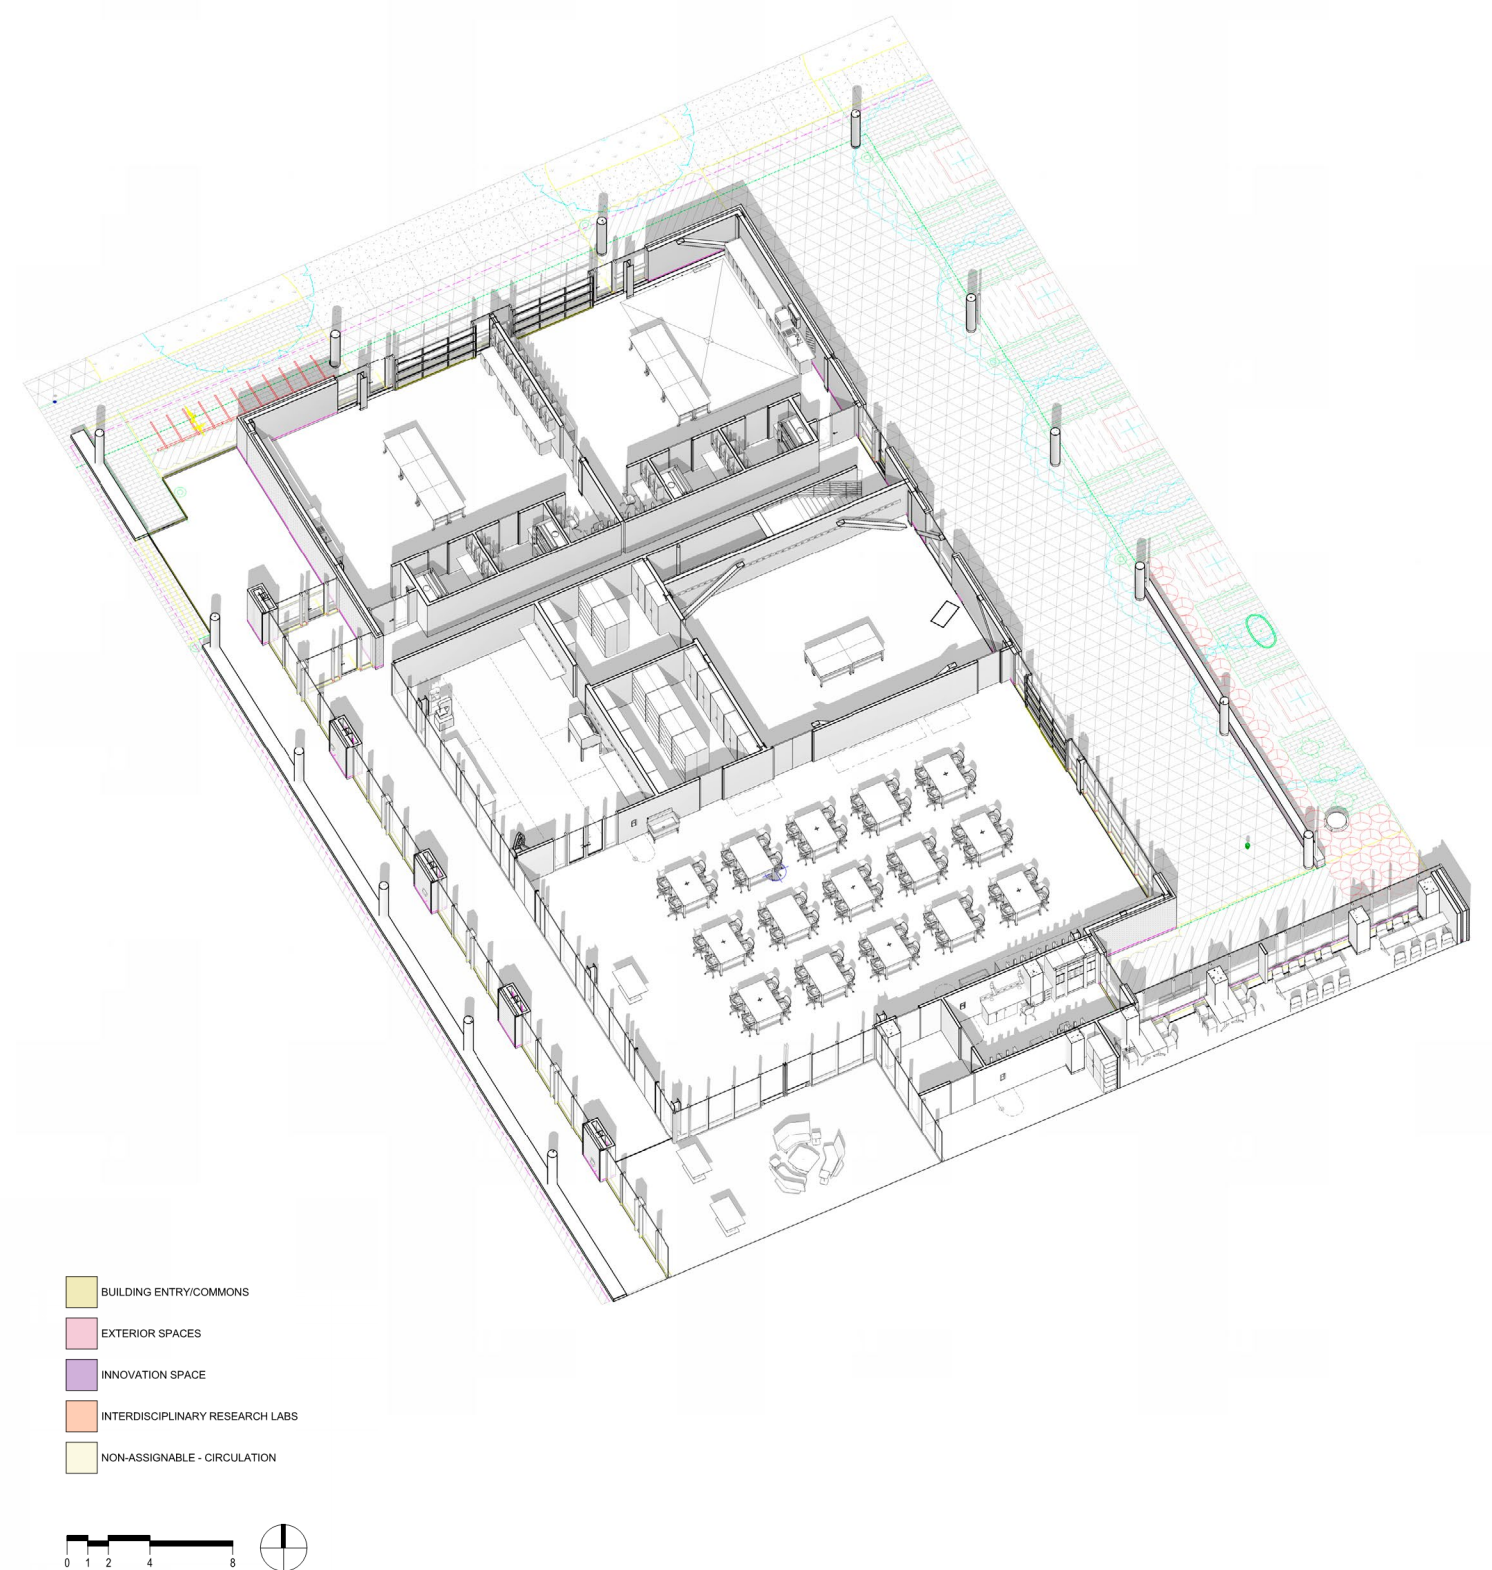 BUILDING ENTRY/COMMONS
EXTERIOR SPACES
INNOVATION SPACE
INTERDISCIPLINARY RESEARCH LABS
NON-ASSIGNABLE - CIRCULATION
0 1 2 4 8